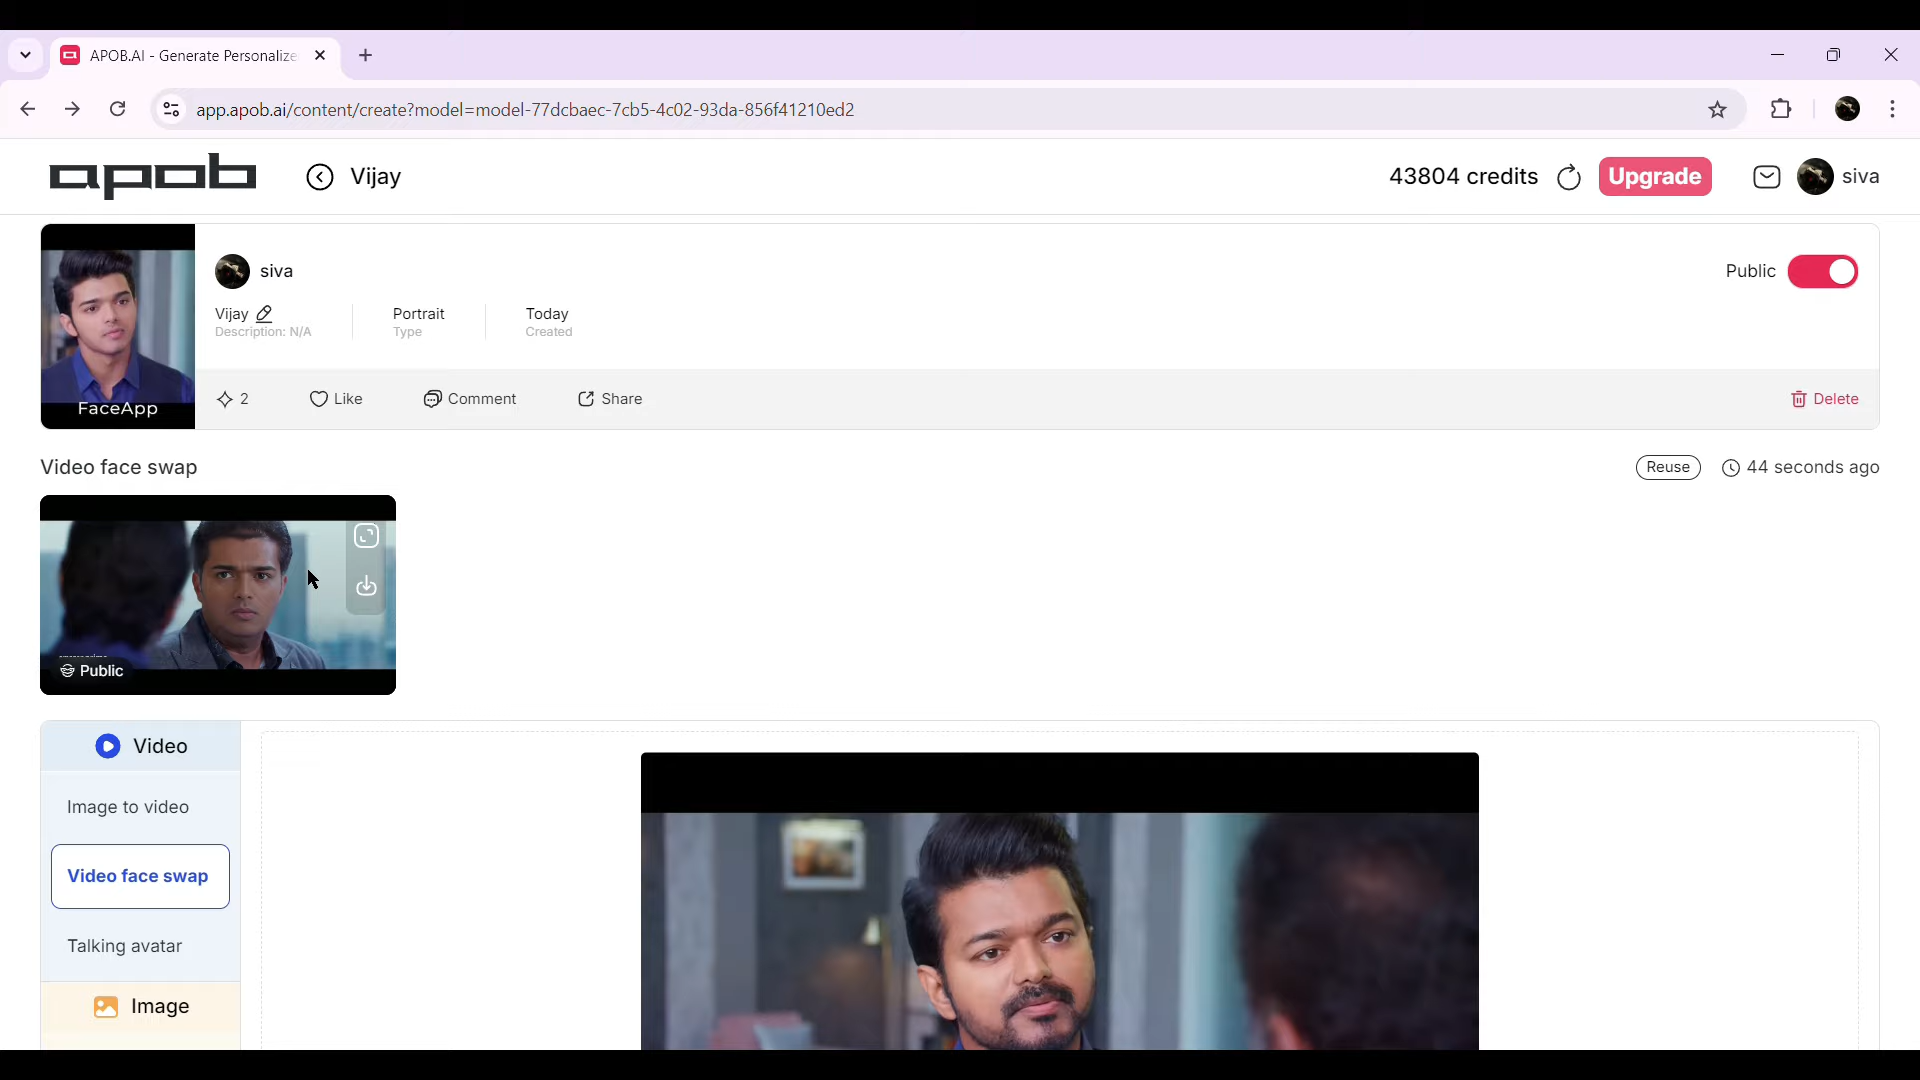 APOB.AI - Generate Personalize
app.apob.ai/content/create?model=model-77dcbaec-7cb5-4c02-93da-856f41210ed2
apob
Vijay
43804 credits
Upgrade
siva
siva
Public
Vijay
Portrait
Today
Description: N/A
Type
Created
FaceApp
2
Like
Comment
Share
Delete
Video face swap
Reuse
44 seconds ago
Public
Video
Image to video
Video face swap
Talking avatar
Image